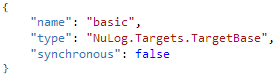 {
    "name": "basic",
    "type": "NuLog.Targets.TargetBase",
    "synchronous": false
}